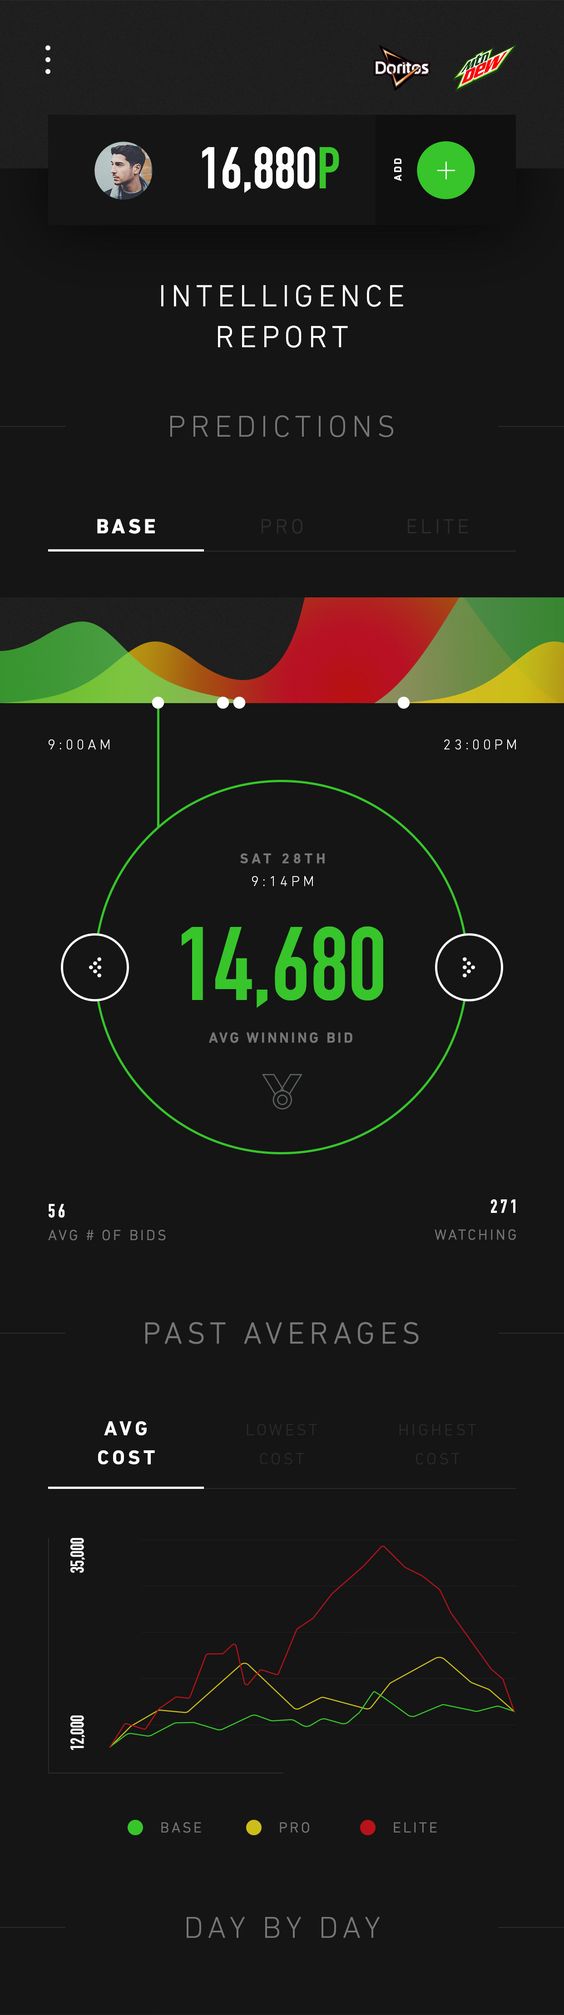 Doritos
mtn
DEW
16,880P
ADD
INTELLIGENCE
REPORT
PREDICTIONS
BASE
PRO
ELITE
9:00AM
23:00PM
SAT 28TH
9:14PM
14,680
AVG WINNING BID
56
AVG # OF BIDS
271
WATCHING
PAST AVERAGES
AVG
COST
LOWEST
COST
HIGHEST
COST
35,000
12,000
BASE
PRO
ELITE
DAY BY DAY